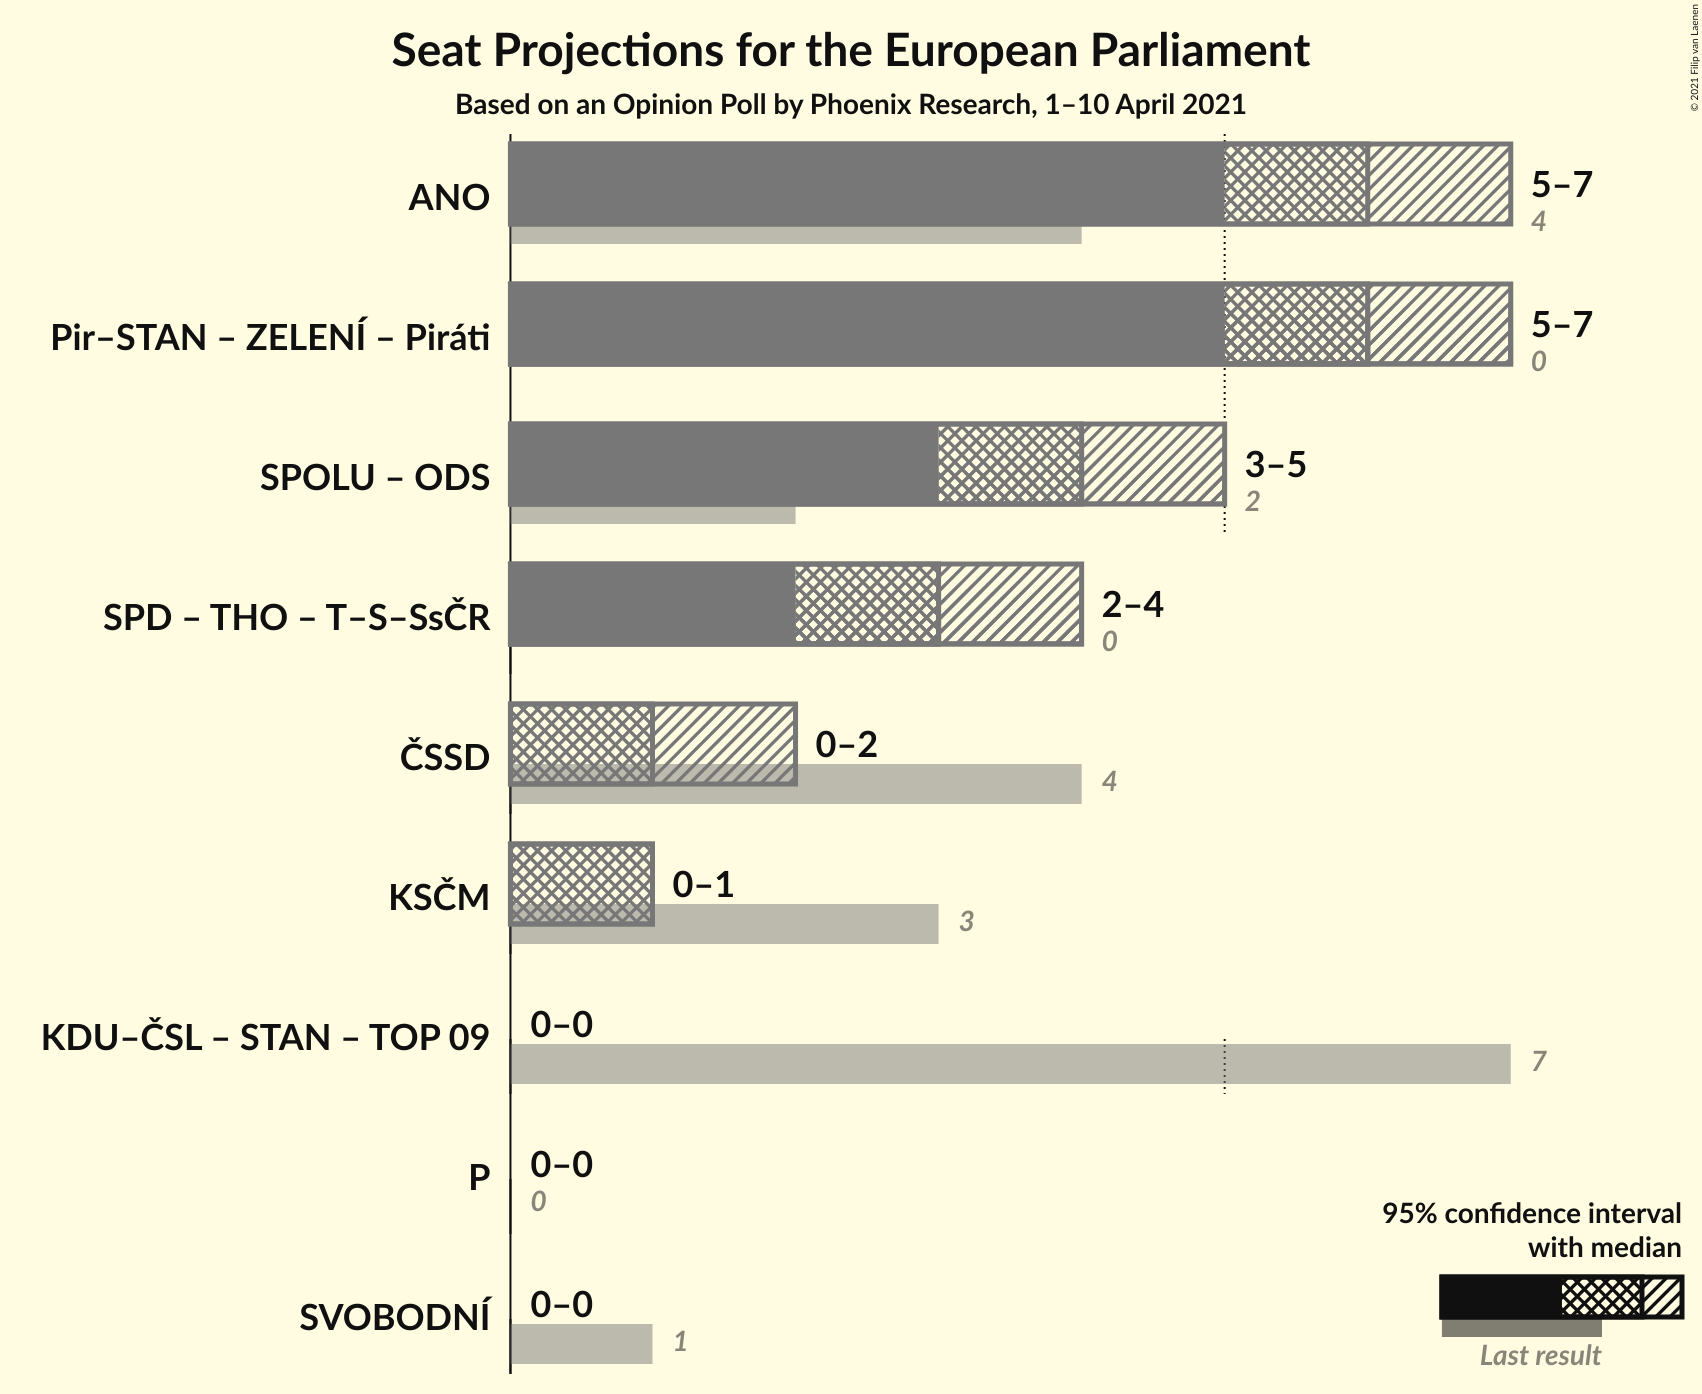 Seat Projections for the European Parliament
Based on an Opinion Poll by Phoenix Research, 1–10 April 2021
© 2021 Filip van Laenen
ANO
5–7
4
Pir–STAN – ZELENÍ – Piráti
5–7
0
SPOLU – ODS
3–5
2
SPD – THO – T–S–SsČR
2–4
0
ČSSD
0–2
4
KSČM
0–1
3
KDU–ČSL – STAN – TOP 09
0–0
7
P
0–0
0
SVOBODNÍ
0–0
1
95% confidence interval
with median
Last result